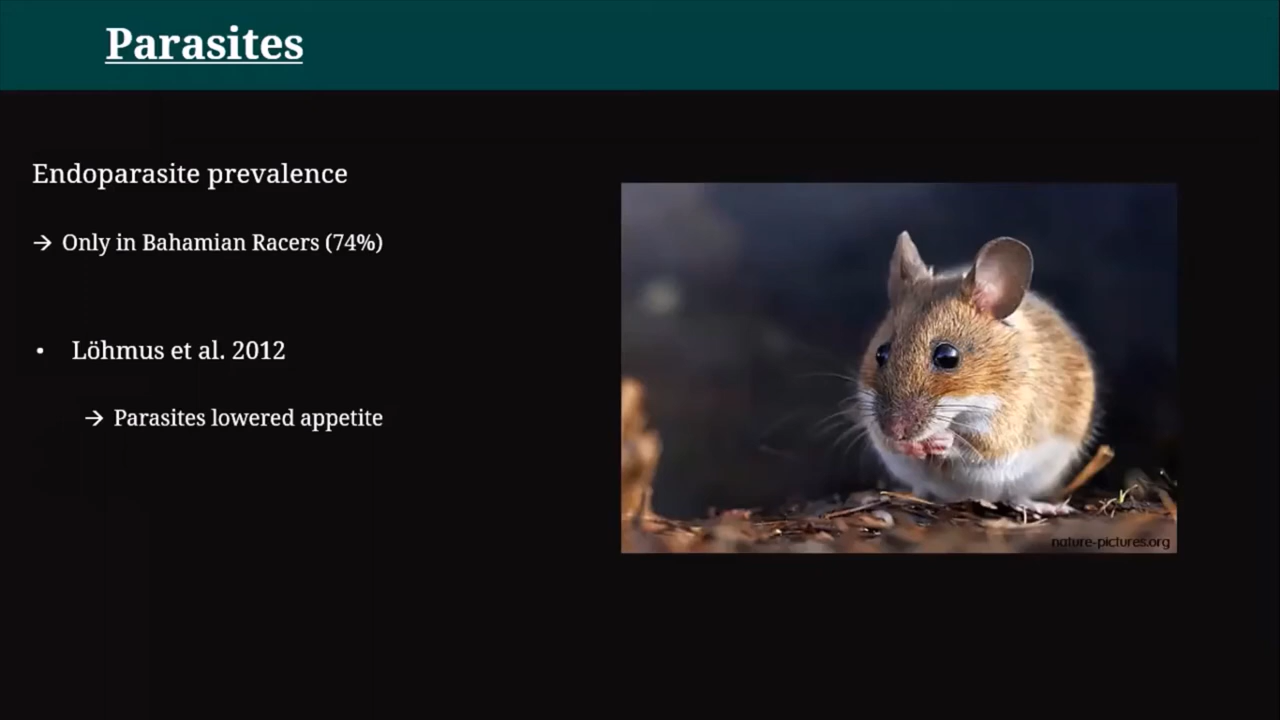 Parasites
Endoparasite prevalence
→ Only in Bahamian Racers (74%)
• Löhmus et al. 2012
→ Parasites lowered appetite
nature-pictures.org